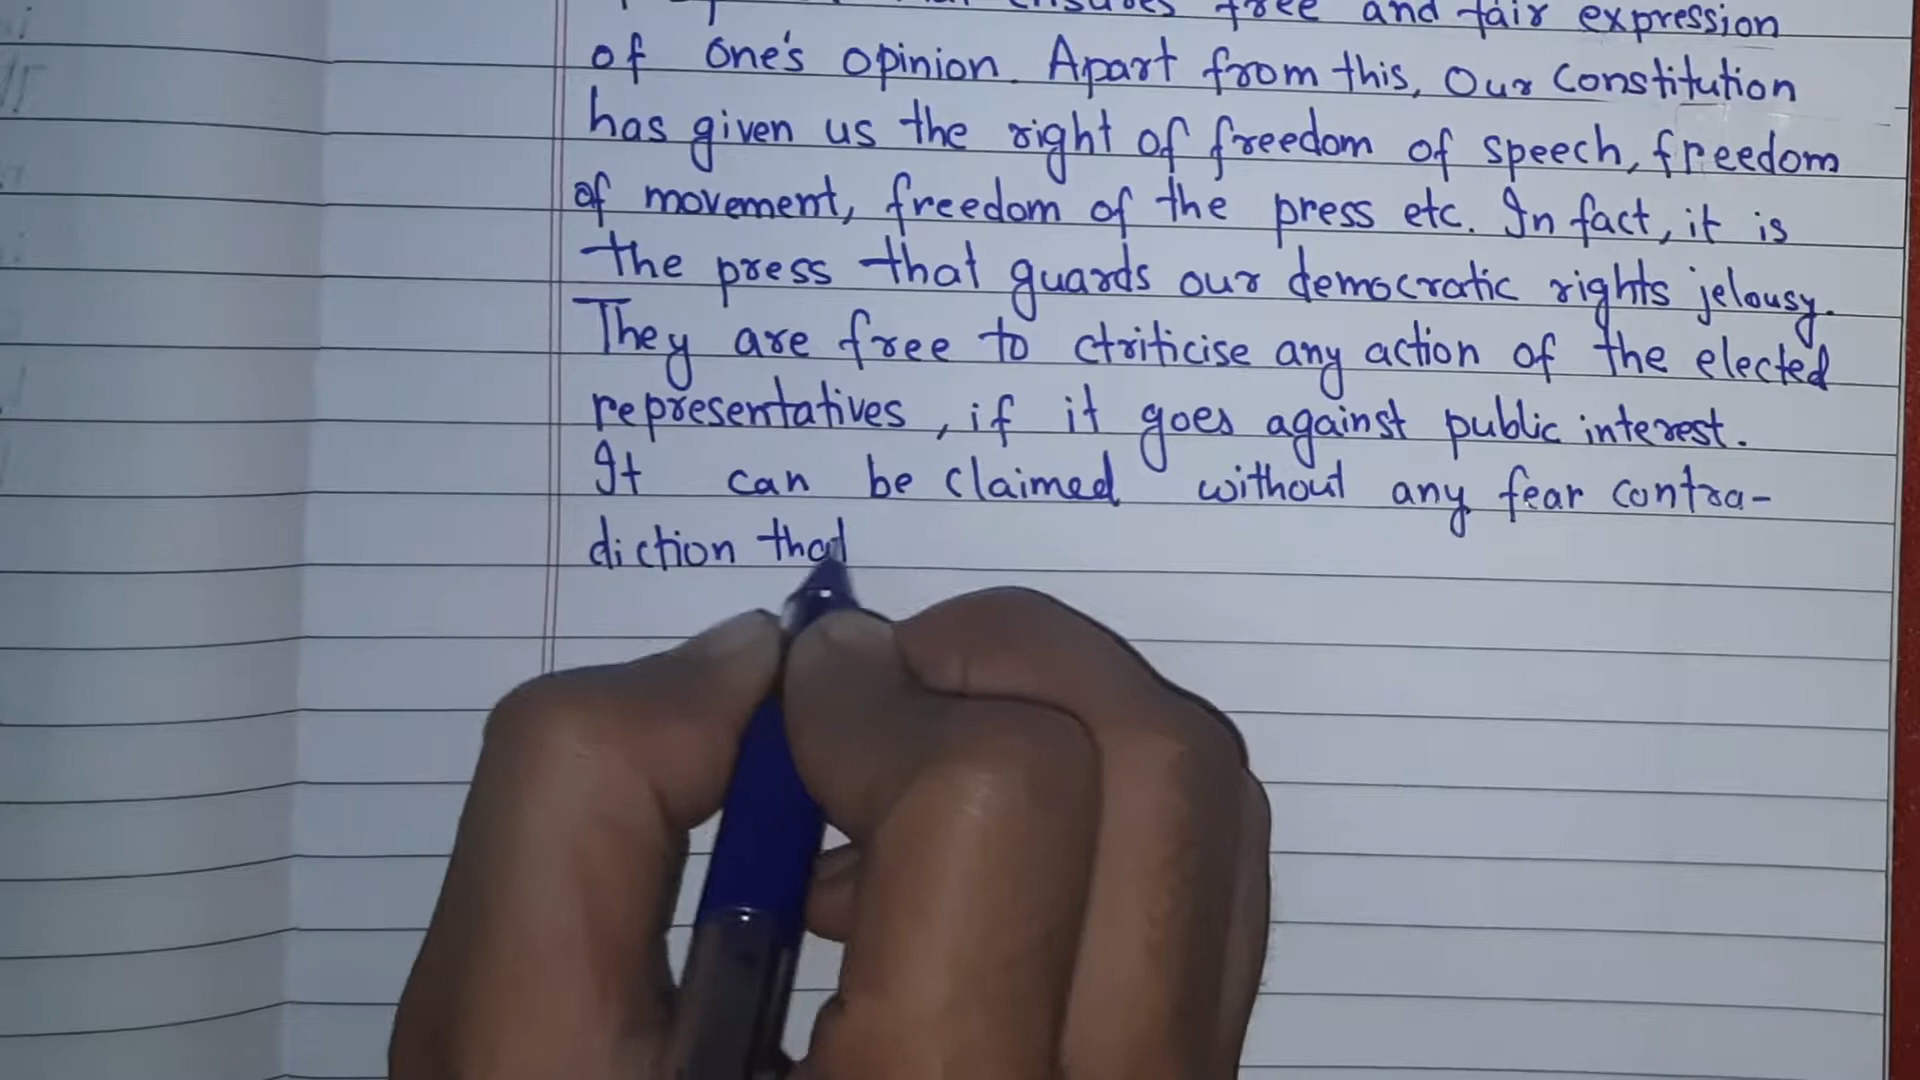 ensures free and fair expression
of one's opinion. Apart from this, Our Constitution
has given us the right of freedom of speech, freedom
of movement, freedom of the press etc. In fact, it is
the press that guards our democratic rights jelousy.
They are free to ctriticise any action of the elected
representatives, if it goes against public interest.
It can be claimed without any fear contra-
diction that